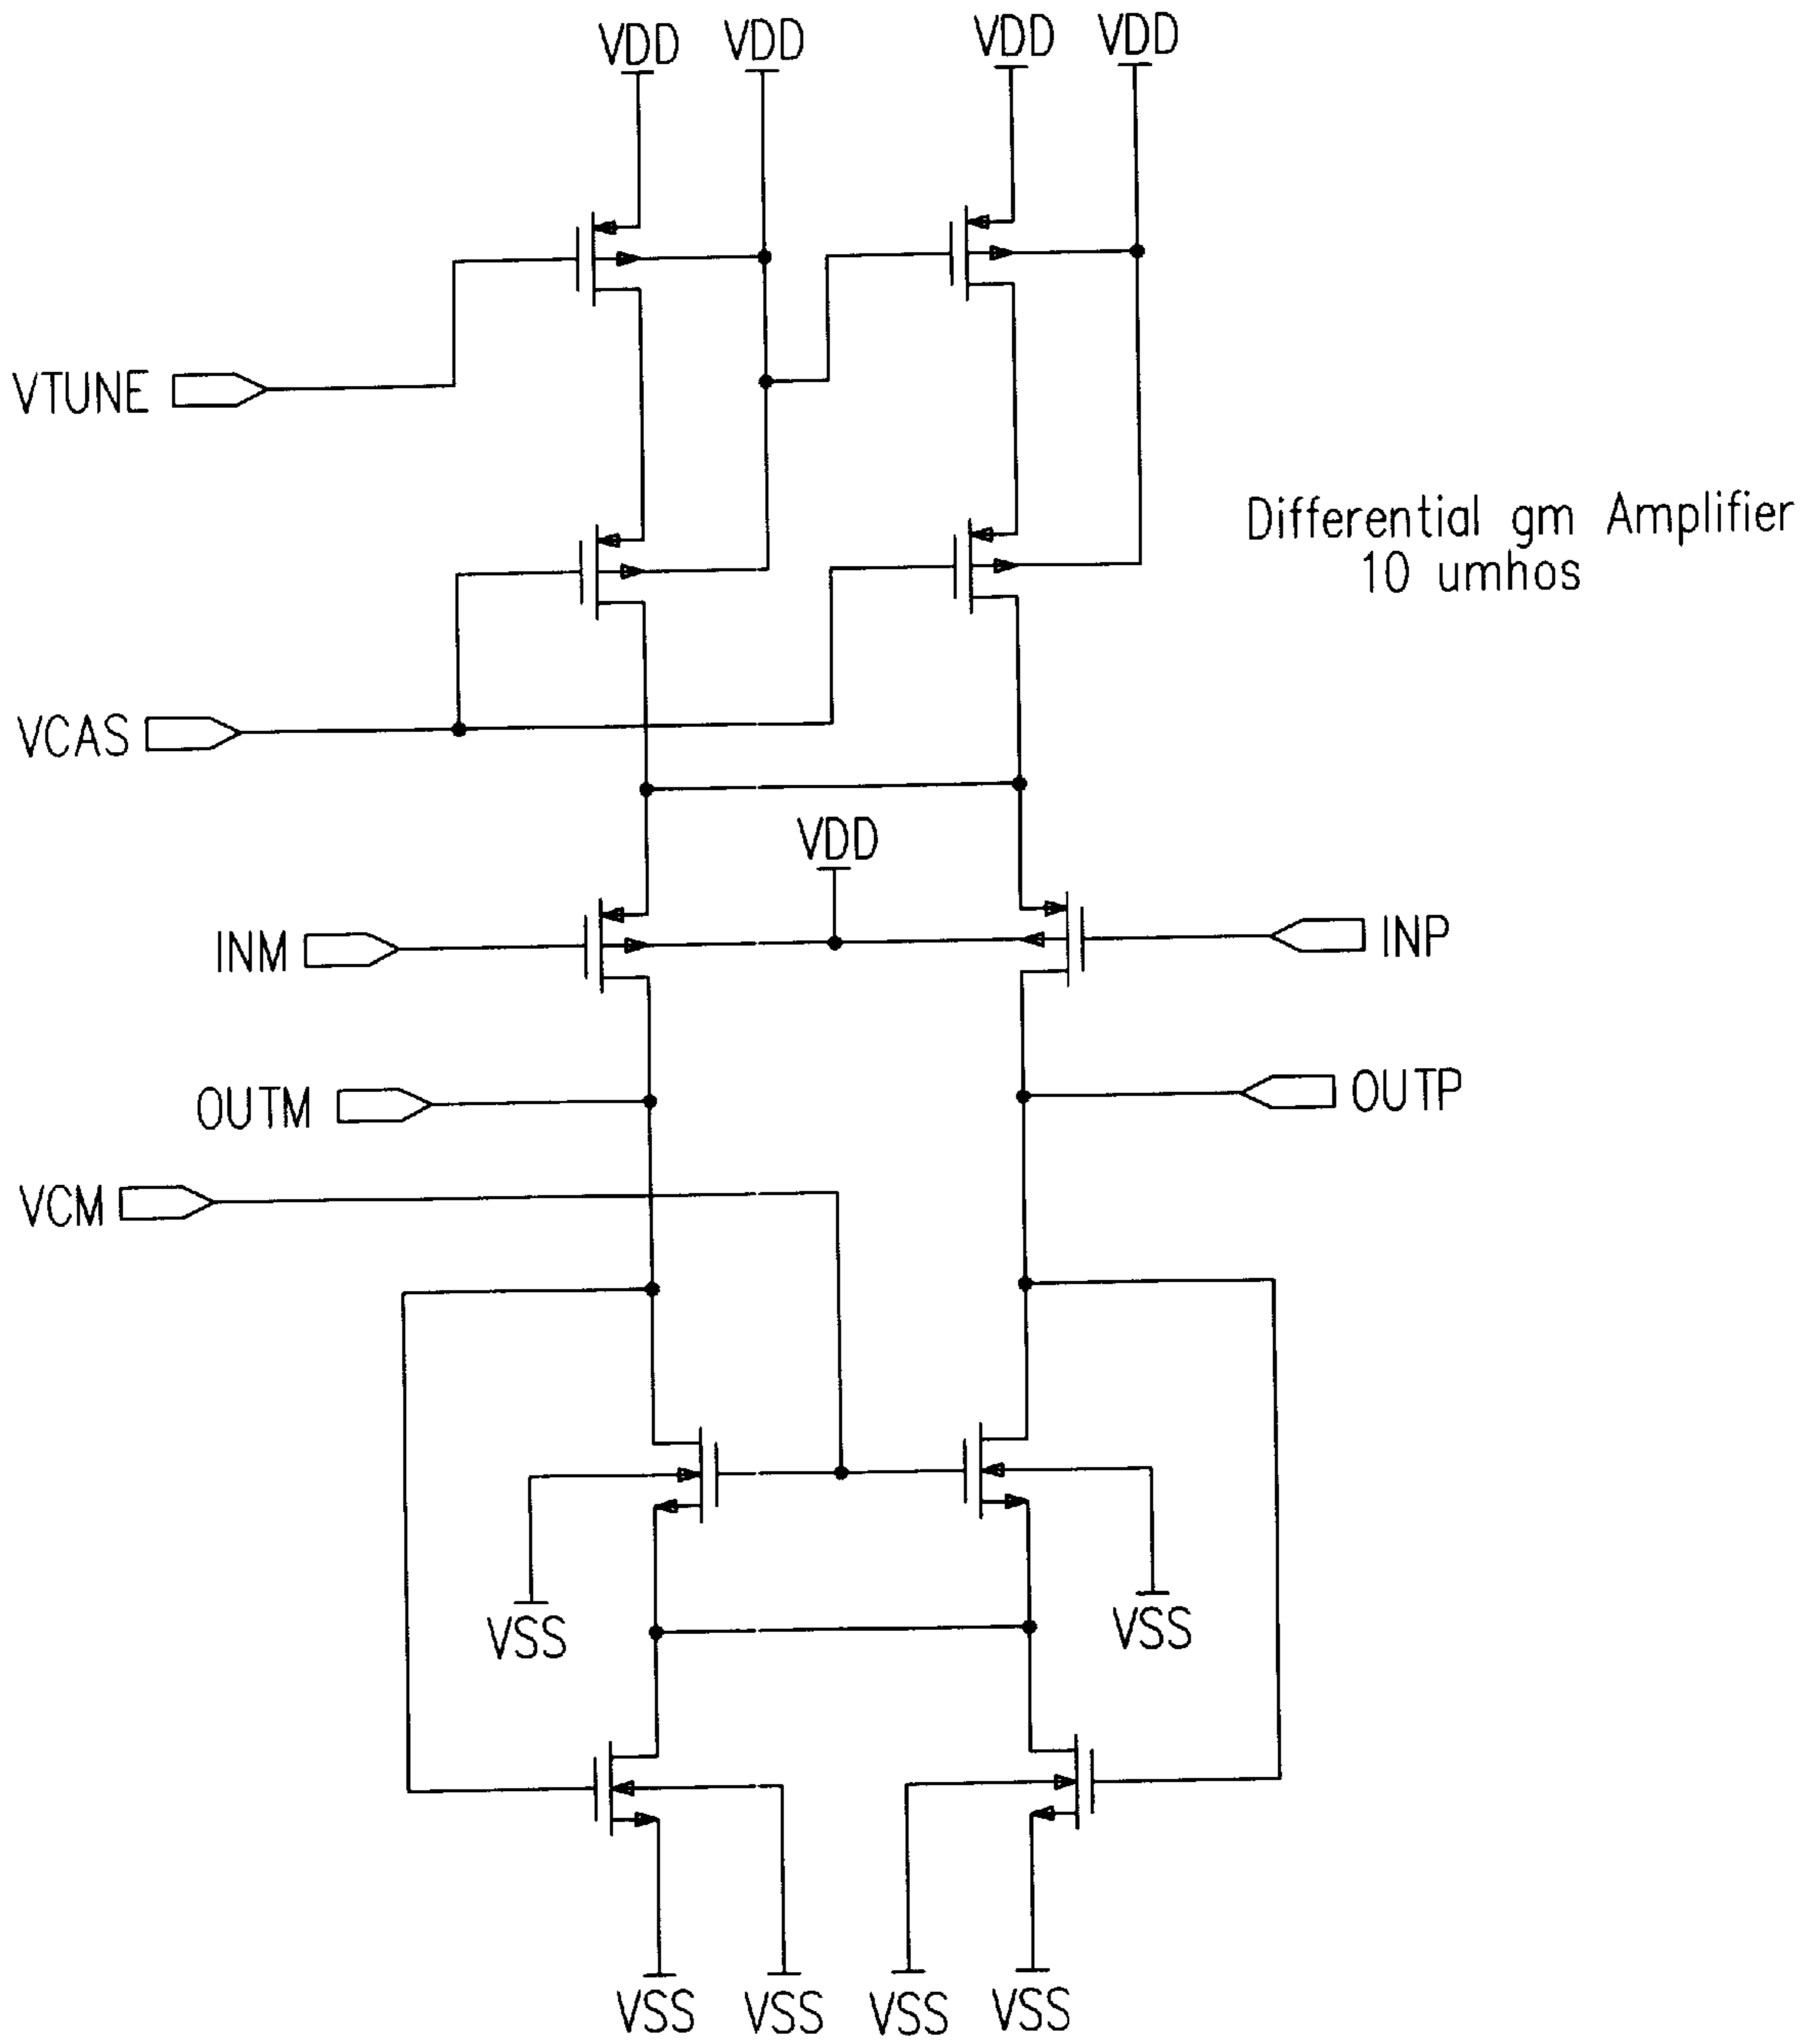 VDD
VDD
VDD
VDD
VTUNE
Differential gm Amplifier
10 umhos
VCAS
VDD
INM
INP
OUTM
OUTP
VCM
VSS
VSS
VSS
VSS
VSS
VSS